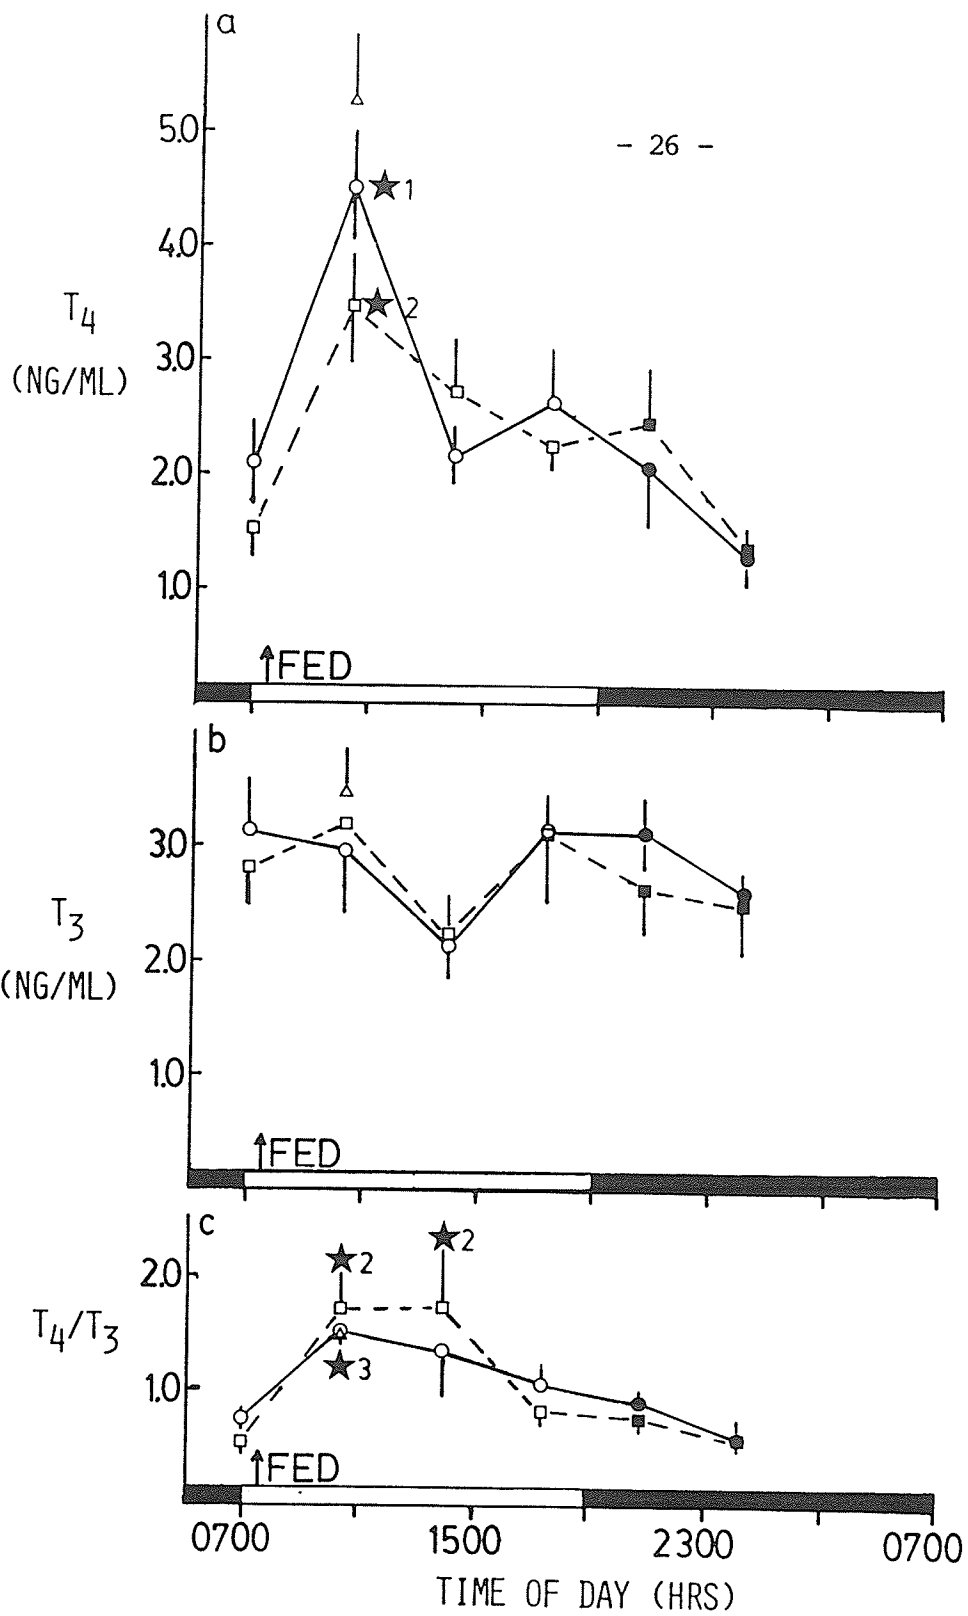 a
5.0
- 26 -
★1
4.0
T4
★2
(NG/ML)
3.0
2.0
1.0
↑FED
b
3.0
T3
2.0
(NG/ML)
1.0
↑FED
c
★2
★2
2.0
T4/T3
★3
1.0
↑FED
0700 1500 2300 0700
TIME OF DAY (HRS)